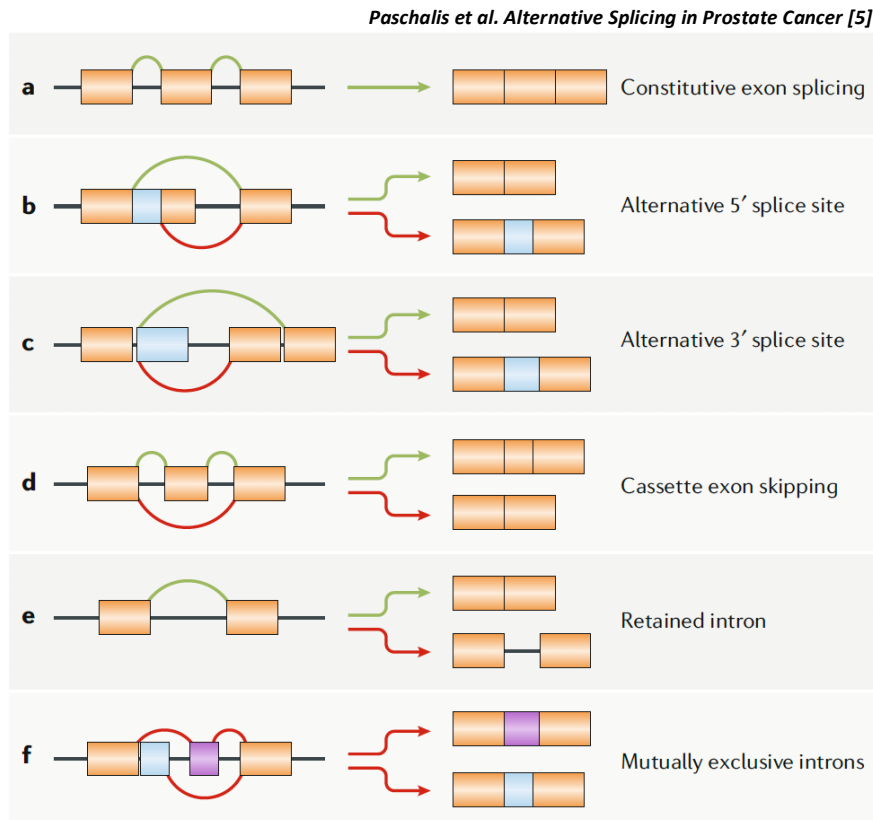 Paschalis et al. Alternative Splicing in Prostate Cancer [5]
a Constitutive exon splicing
b Alternative 5′ splice site
c Alternative 3′ splice site
d Cassette exon skipping
e Retained intron
f Mutually exclusive introns